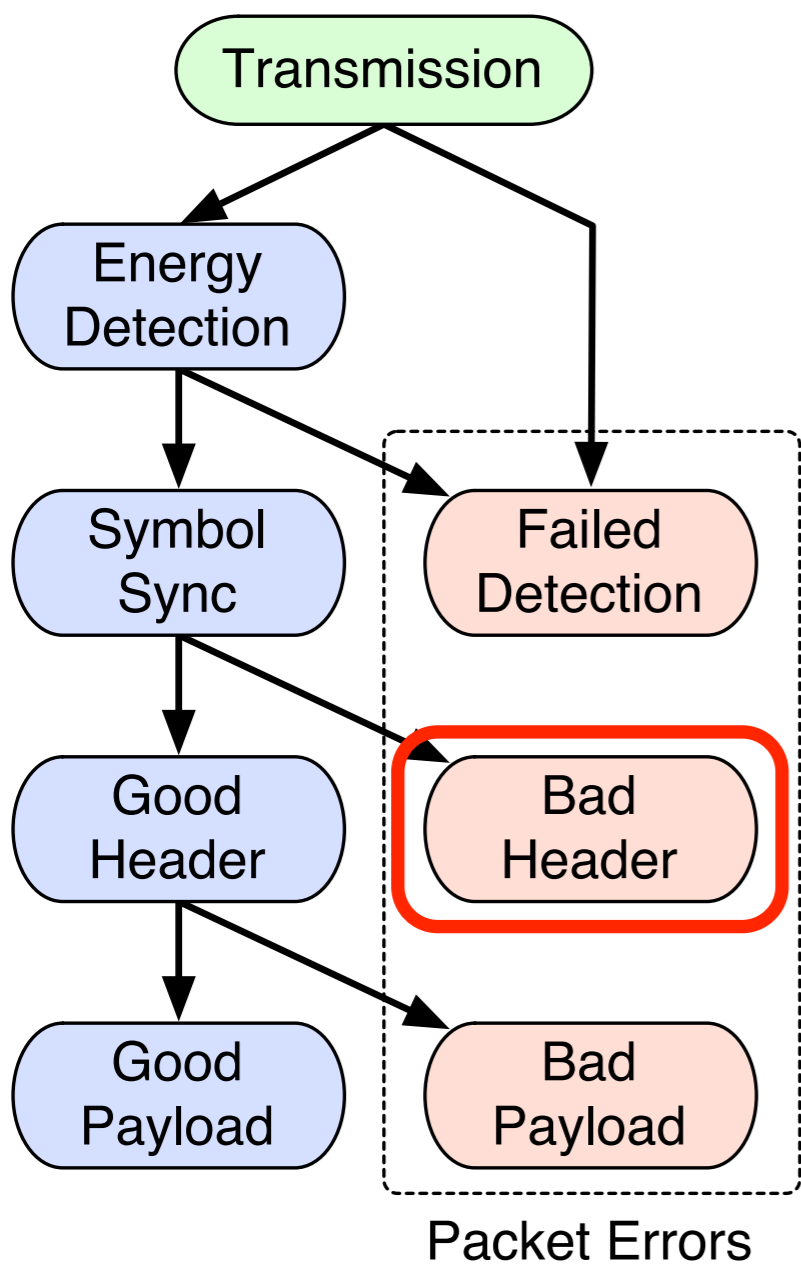 Transmission
Energy
Detection
Symbol
Sync
Failed
Detection
Good
Header
Bad
Header
Good
Payload
Bad
Payload
Packet Errors